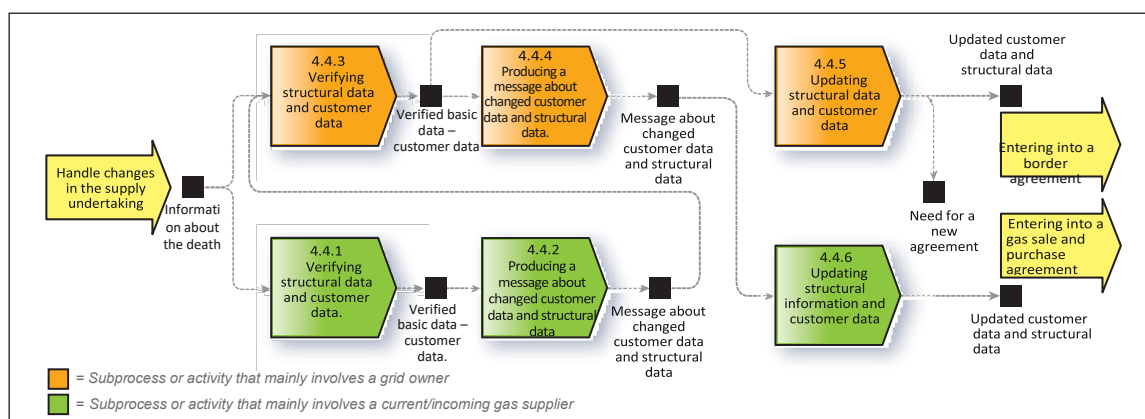 4.4.3
Verifying
structural data
and customer
data
Verified basic
data –
customer data
4.4.4
Producing a
message about
changed customer
data and structural
data.
Message about
changed
customer data
and structural
data
4.4.5
Updating
structural data
and customer
data
Updated customer
data and
structural data
Entering into a
border
agreement
Handle changes
in the supply
undertaking
Informati
on about
the death
Need for a
new
agreement
Entering into a
gas sale and
purchase
agreement
4.4.1
Verifying
structural data
and customer
data.
Verified
basic data –
customer
data.
4.4.2
Producing a
message about
changed customer
data and structural
data
Message about
changed
customer data
and structural
data
4.4.6
Updating
structural
information and
customer data
Updated customer
data and structural
data
= Subprocess or activity that mainly involves a grid owner
= Subprocess or activity that mainly involves a current/incoming gas supplier